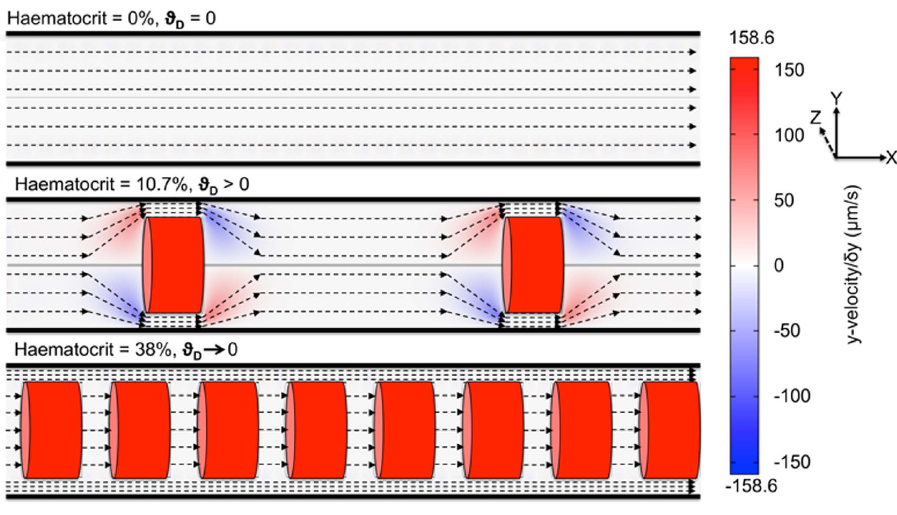 Haematocrit = 0%, ϑD = 0
Haematocrit = 10.7%, ϑD > 0
Haematocrit = 38%, ϑD → 0
158.6
150
100
50
0
-50
-100
-150
-158.6
y-velocity/δy (μm/s)
Y
Z
X